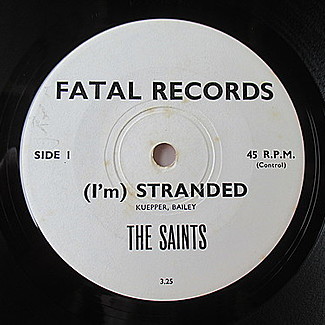 FATAL RECORDS
SIDE 1 45 R.P.M.
(Control)
(I'm) STRANDED
KUEPPER, BAILEY
THE SAINTS
3.25